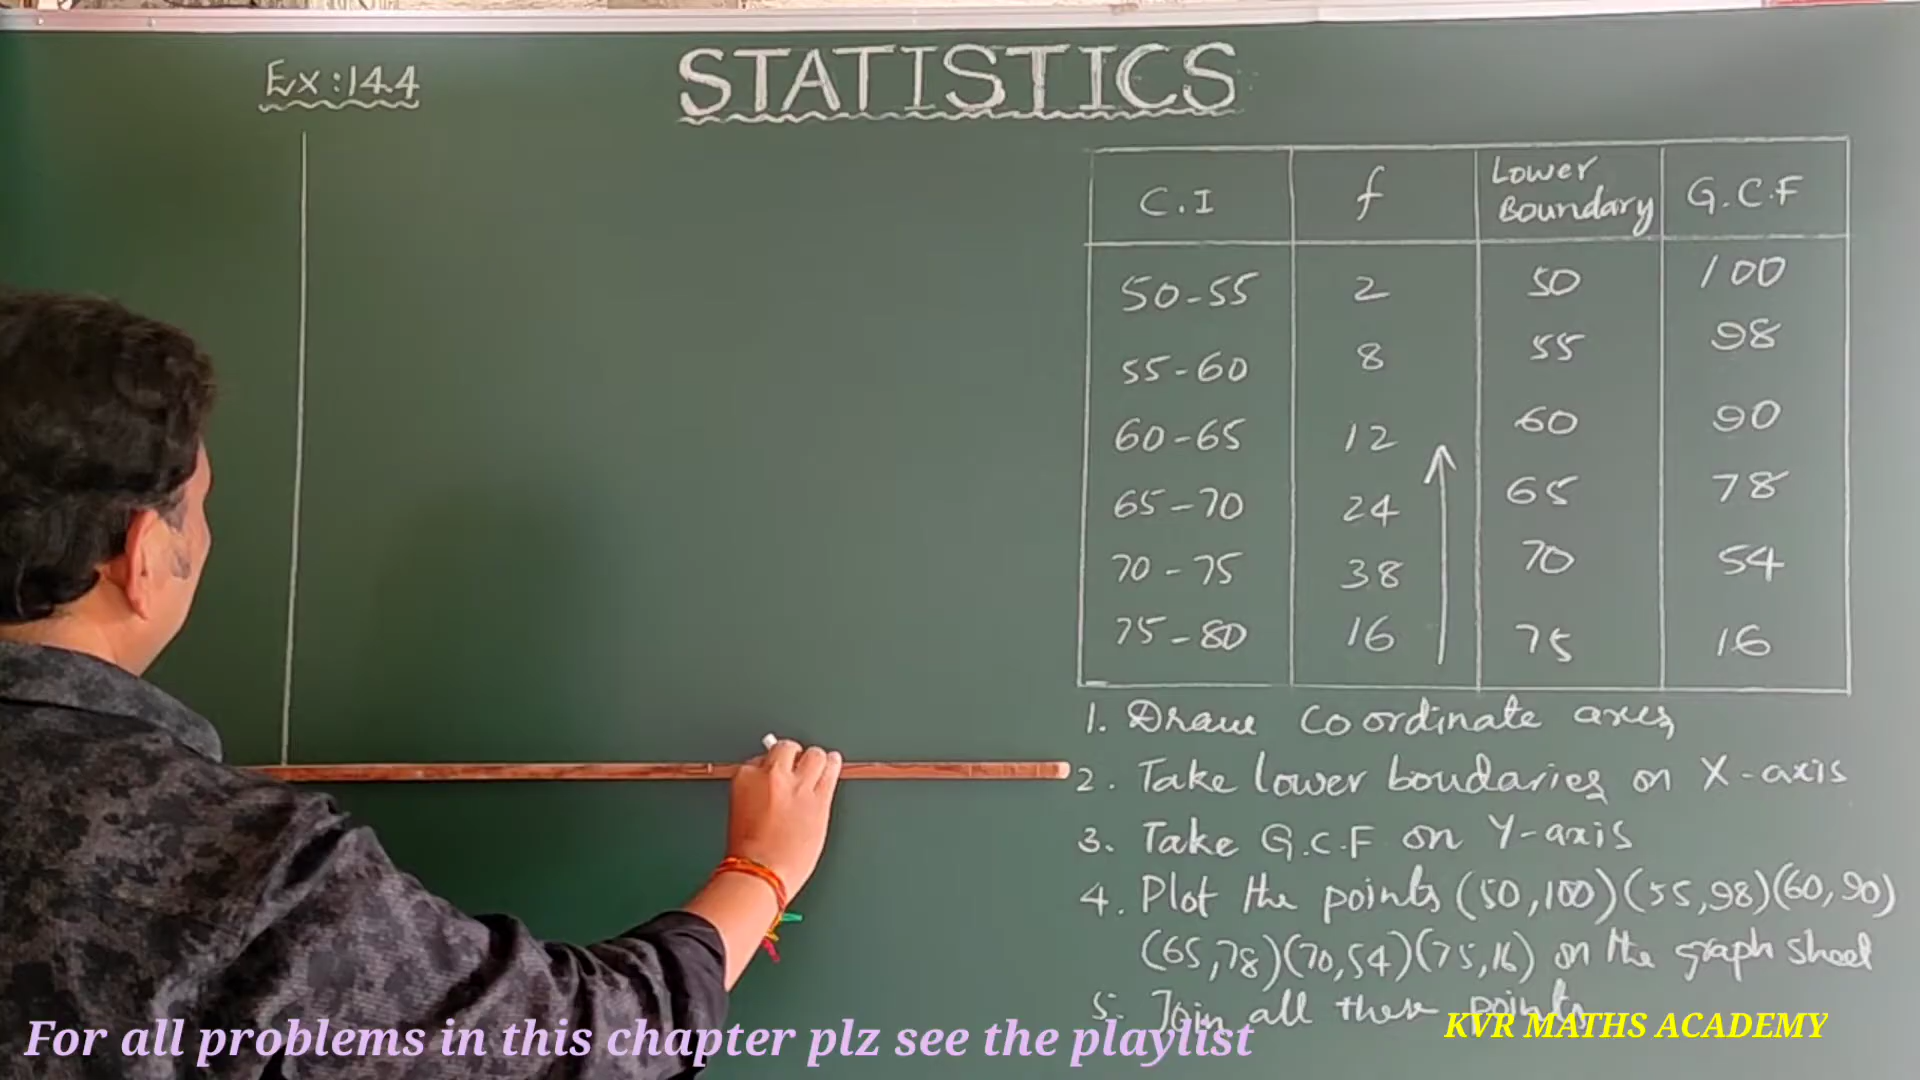 Ex:14.4
STATISTICS
C.I f Lower Boundary G.C.F
50-55 2 50 100
55-60 8 55 98
60-65 12 60 90
65-70 24 65 78
70-75 38 70 54
75-80 16 75 16
1. Draw coordinate axes
2. Take lower boudaries on X-axis
3. Take G.C.F on Y-axis
4. Plot the points (50,100)(55,98)(60,90)
(65,78)(70,54)(75,16) on the graph sheet
5. Join all these points
For all problems in this chapter plz see the playlist
KVR MATHS ACADEMY